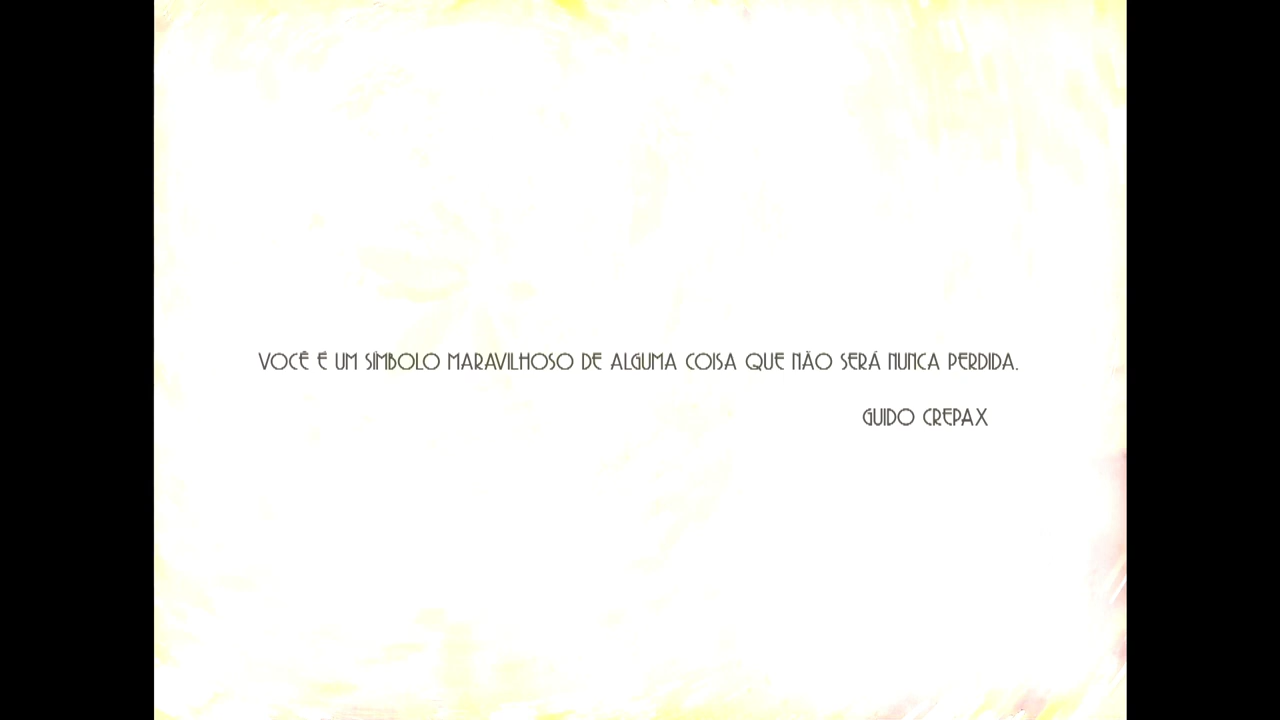 VOCÊ É UM SÍMBOLO MARAVILHOSO DE ALGUMA COISA QUE NÃO SERÁ NUNCA PERDIDA.
GUIDO CREPAX